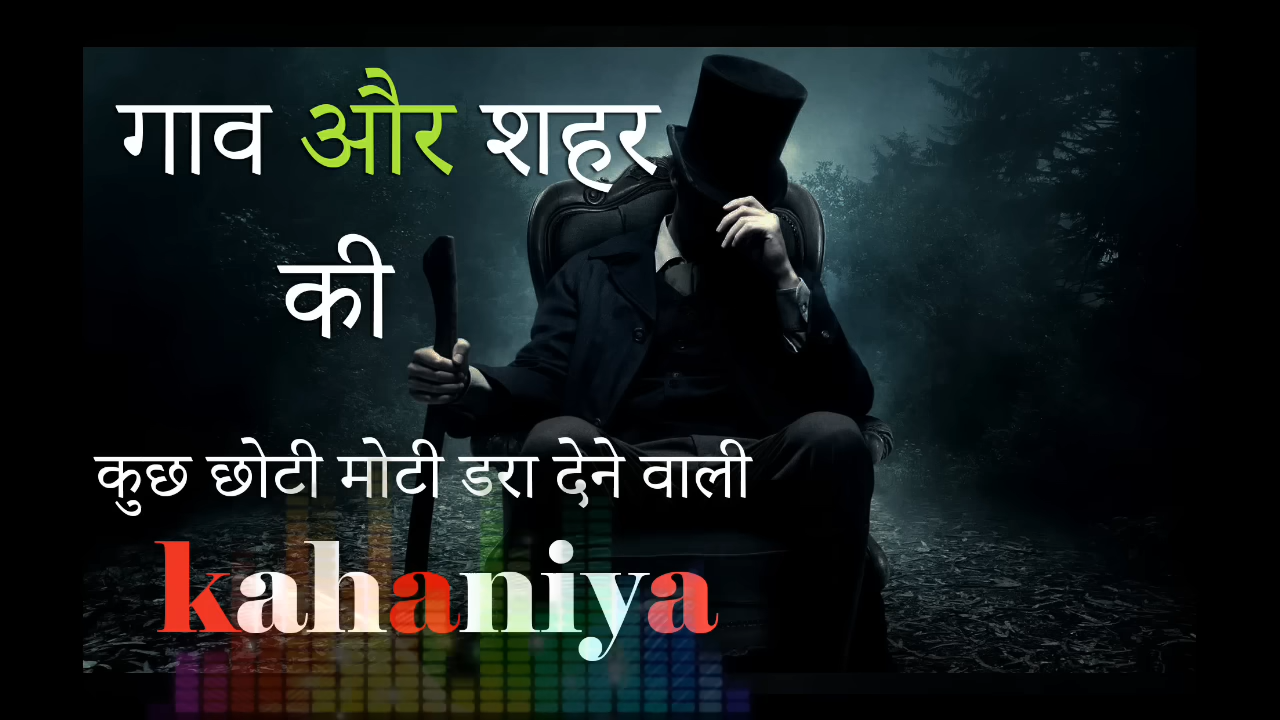 गाव और शहर
की
कुछ छोटी मोटी डरा देने वाली
kahaniya